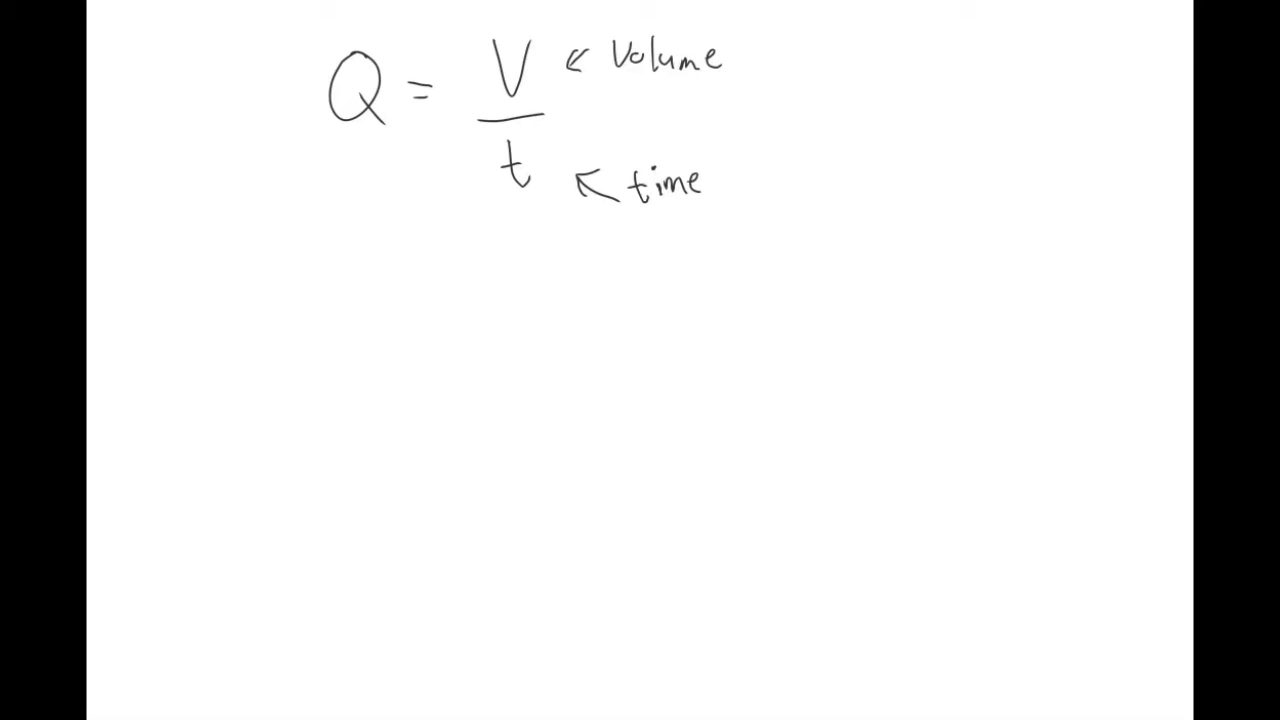 Q = V ← Volume
t ← time